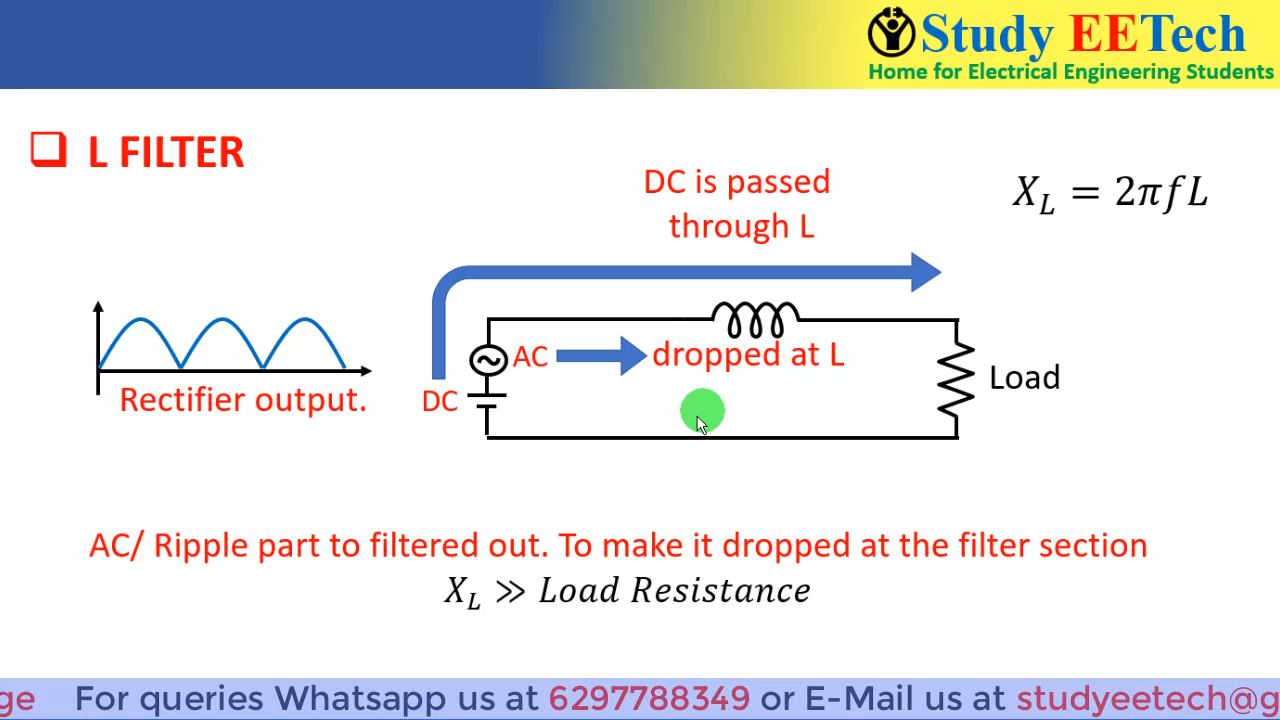 Study EETech
Home for Electrical Engineering Students
L FILTER
DC is passed
through L
𝑋_𝐿 = 2𝜋𝑓𝐿
AC
dropped at L
DC
Load
Rectifier output.
AC/ Ripple part to filtered out. To make it dropped at the filter section
𝑋_𝐿 ≫ 𝐿𝑜𝑎𝑑 𝑅𝑒𝑠𝑖𝑠𝑡𝑎𝑛𝑐𝑒
ge For queries Whatsapp us at 6297788349 or E-Mail us at studyeetech@g